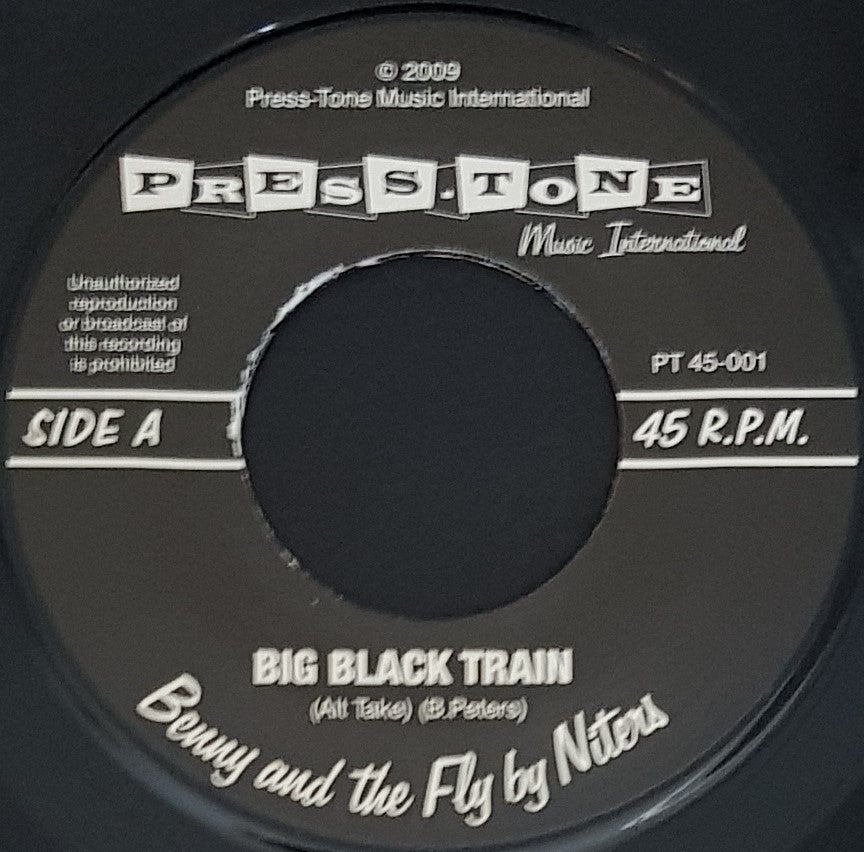 © 2009
Press-Tone Music International
PRESS-TONE
Music International
Unauthorized
reproduction
or broadcast of
this recording
is prohibited
PT 45-001
SIDE A
45 R.P.M.
BIG BLACK TRAIN
(Alt Take) (B.Peters)
Benny and the Fly by Niters